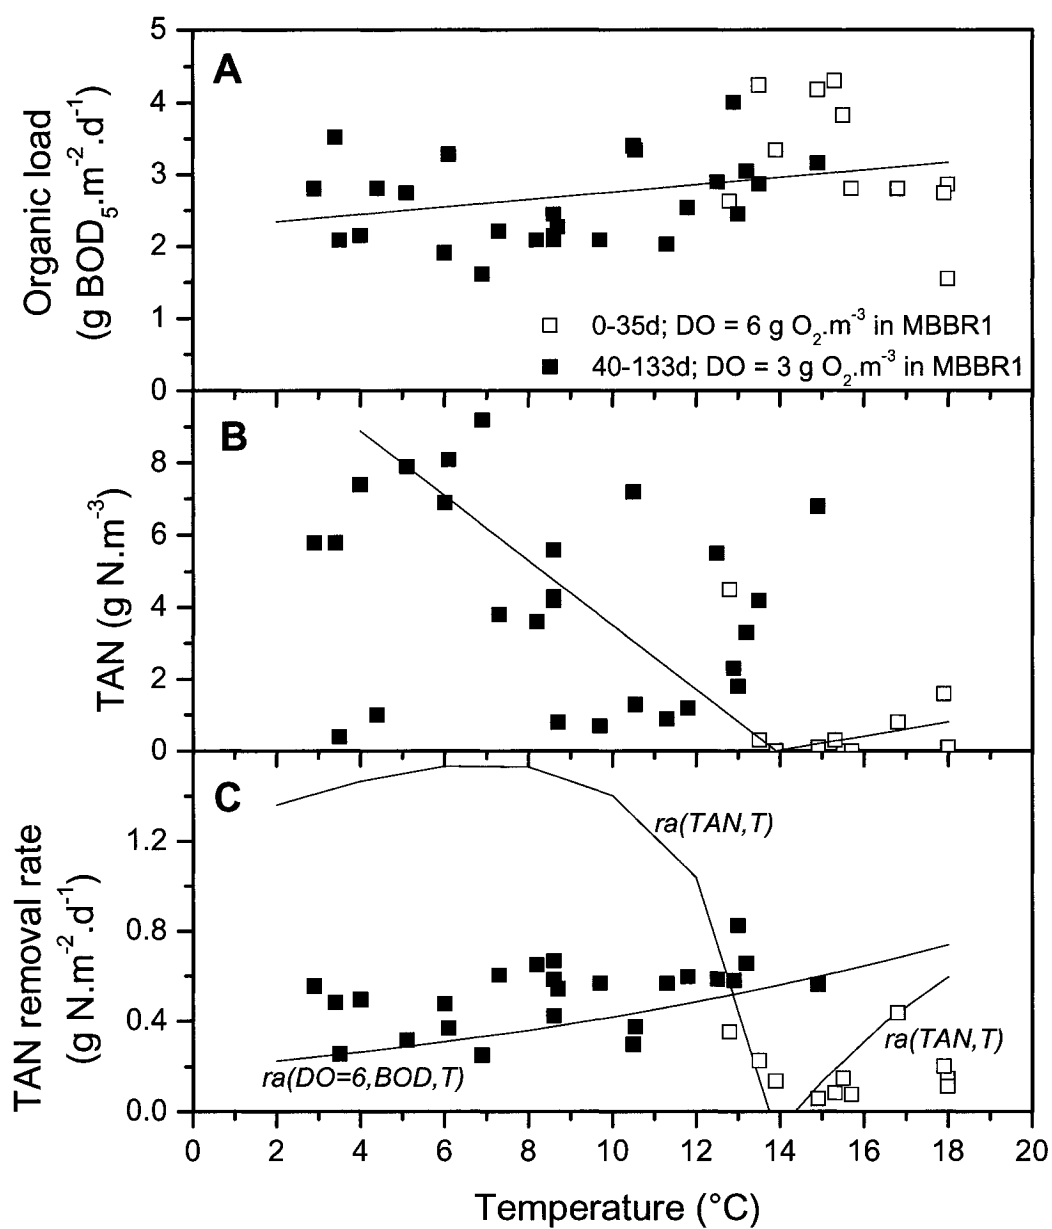 A
Organic load
(g BOD₅.m⁻².d⁻¹)
5
4
3
2
1
0
0-35d; DO = 6 g O₂.m⁻³ in MBBR1
40-133d; DO = 3 g O₂.m⁻³ in MBBR1
B
TAN (g N.m⁻³)
8
6
4
2
0
C
TAN removal rate
(g N.m⁻².d⁻¹)
1.2
0.8
0.4
0.0
ra(TAN,T)
ra(DO=6,BOD,T)
ra(TAN,T)
0 2 4 6 8 10 12 14 16 18 20
Temperature (°C)